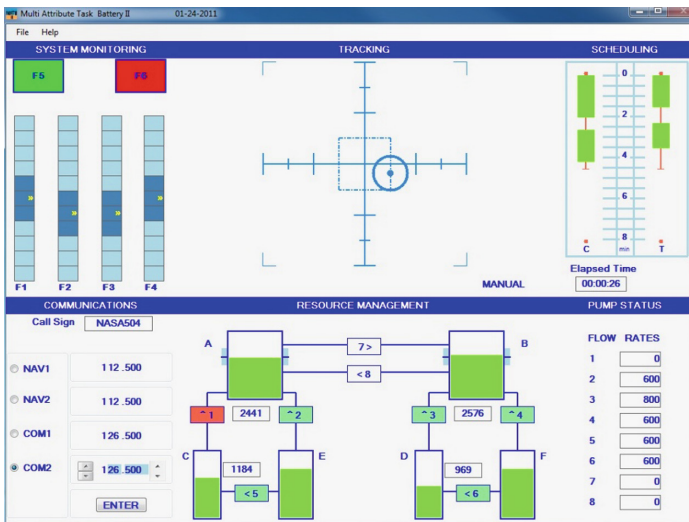 Multi Attribute Task Battery II 01-24-2011
File Help
SYSTEM MONITORING
F5 F6
F1 F2 F3 F4
TRACKING
MANUAL
SCHEDULING
0
2
4
6
8
C min T
Elapsed Time
00:00:26
COMMUNICATIONS
Call Sign NASA504
NAV1 112.500
NAV2 112.500
COM1 126.500
COM2 126.500
ENTER
RESOURCE MANAGEMENT
A 7 > B
< 8
^ 1 2441 ^ 2 ^ 3 2576 ^ 4
C 1184 E D 969 F
< 5 < 6
PUMP STATUS
FLOW RATES
1 0
2 600
3 800
4 600
5 600
6 600
7 0
8 0